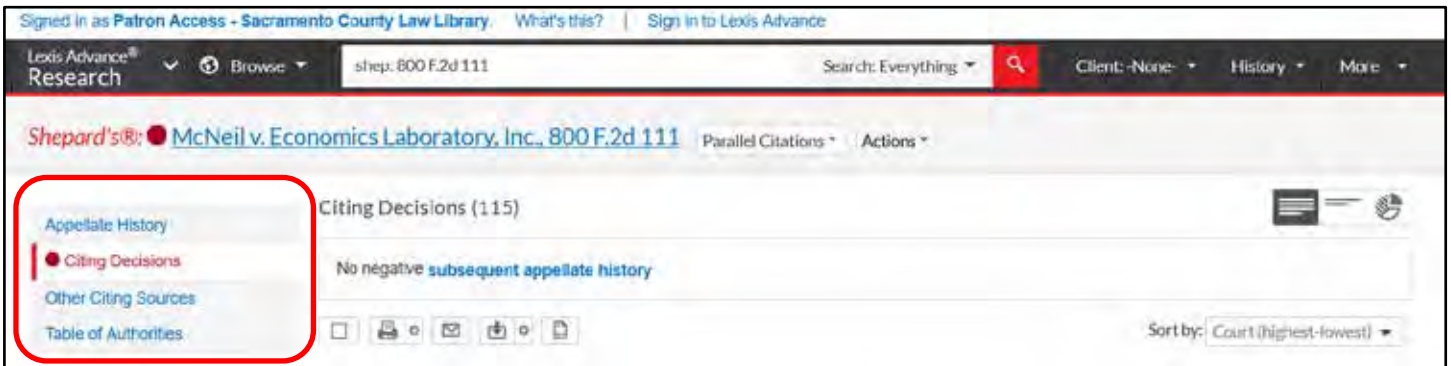 Signed in as Patron Access - Sacramento County Law Library. What's this? | Sign in to Lexis Advance
Lexis Advance®
Research
Browse
shep: 800 F.2d 111
Search: Everything
Client: -None-
History
More
Shepard's®: McNeil v. Economics Laboratory, Inc., 800 F.2d 111 Parallel Citations Actions
Appellate History
Citing Decisions
Other Citing Sources
Table of Authorities
Citing Decisions (115)
No negative subsequent appellate history
Sort by: Court (highest-lowest)